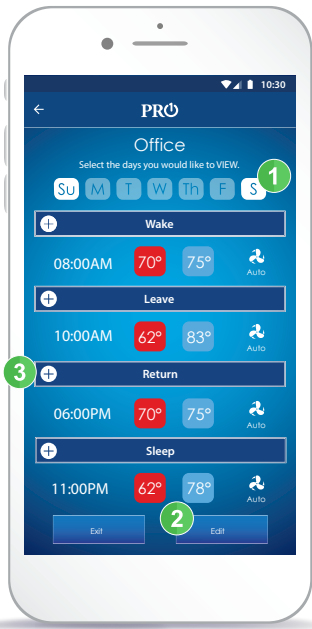 10:30
PRO
Office
Select the days you would like to VIEW.
Su M T W Th F S
1
Wake
08:00AM 70° 75° Auto
Leave
10:00AM 62° 83° Auto
3
Return
06:00PM 70° 75° Auto
Sleep
11:00PM 62° 78° Auto
2
Exit Edit